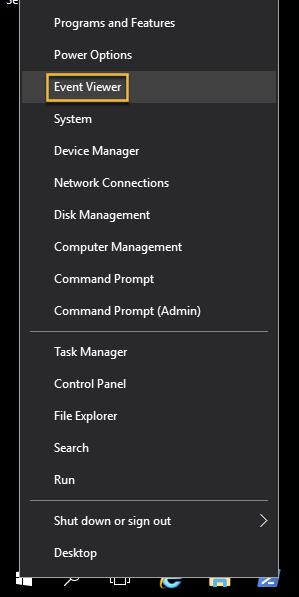 Programs and Features
Power Options
Event Viewer
System
Device Manager
Network Connections
Disk Management
Computer Management
Command Prompt
Command Prompt (Admin)
Task Manager
Control Panel
File Explorer
Search
Run
Shut down or sign out
Desktop